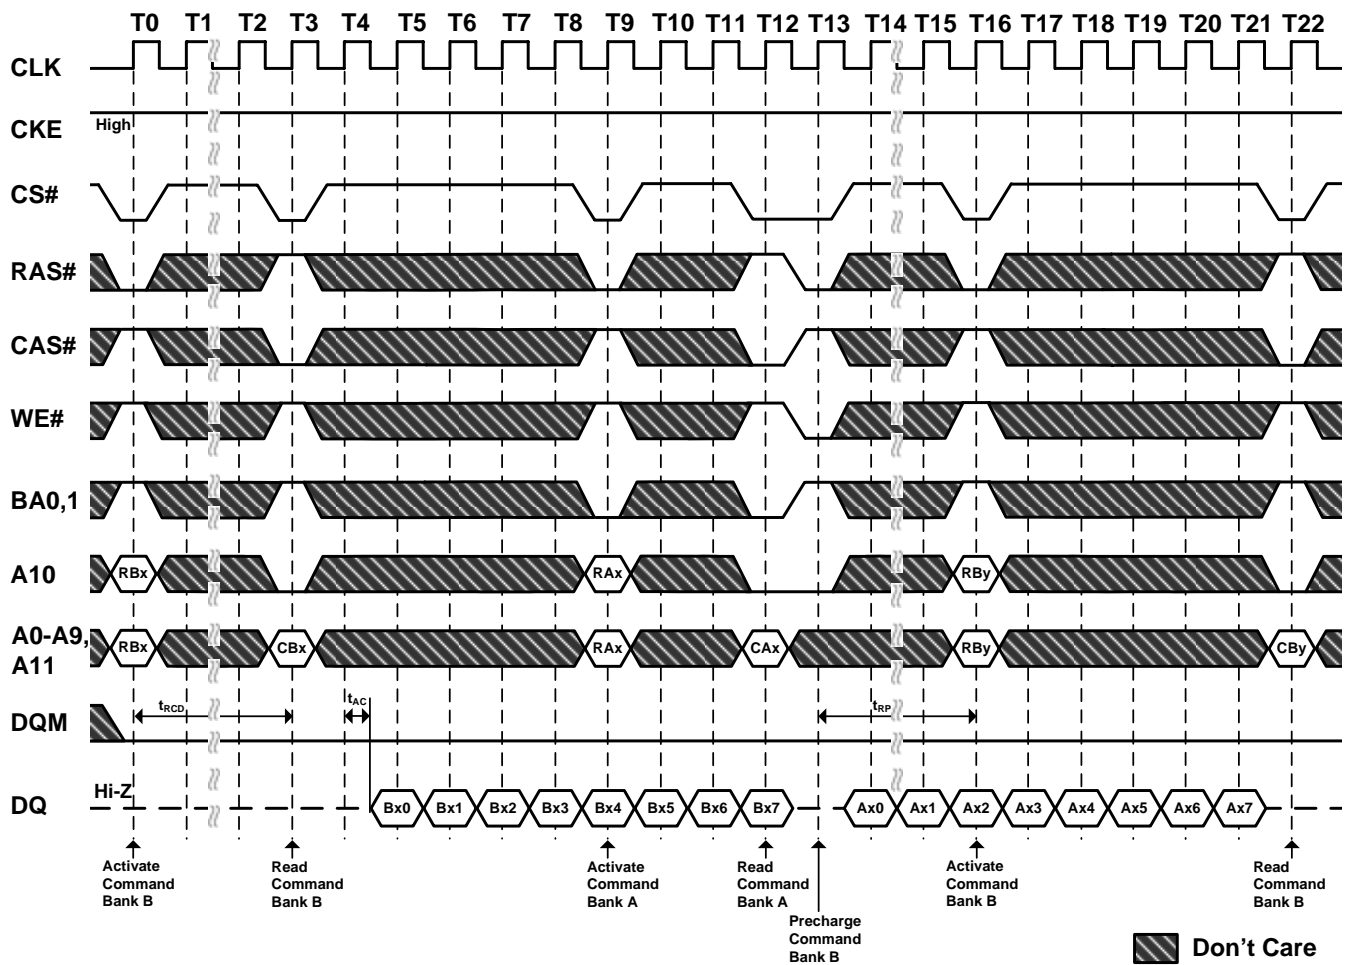 T0 T1 T2 T3 T4 T5 T6 T7 T8 T9 T10 T11 T12 T13 T14 T15 T16 T17 T18 T19 T20 T21 T22
CLK
CKE High
CS#
RAS#
CAS#
WE#
BA0,1
A10 RBx RAx RBy
A0-A9,
A11 RBx CBx RAx CAx RBy CBy
DQM tRCD tAC tRP
DQ Hi-Z Bx0 Bx1 Bx2 Bx3 Bx4 Bx5 Bx6 Bx7 Ax0 Ax1 Ax2 Ax3 Ax4 Ax5 Ax6 Ax7
Activate
Command
Bank B
Read
Command
Bank B
Activate
Command
Bank A
Read
Command
Bank A
Precharge
Command
Bank B
Activate
Command
Bank B
Read
Command
Bank B
Don't Care